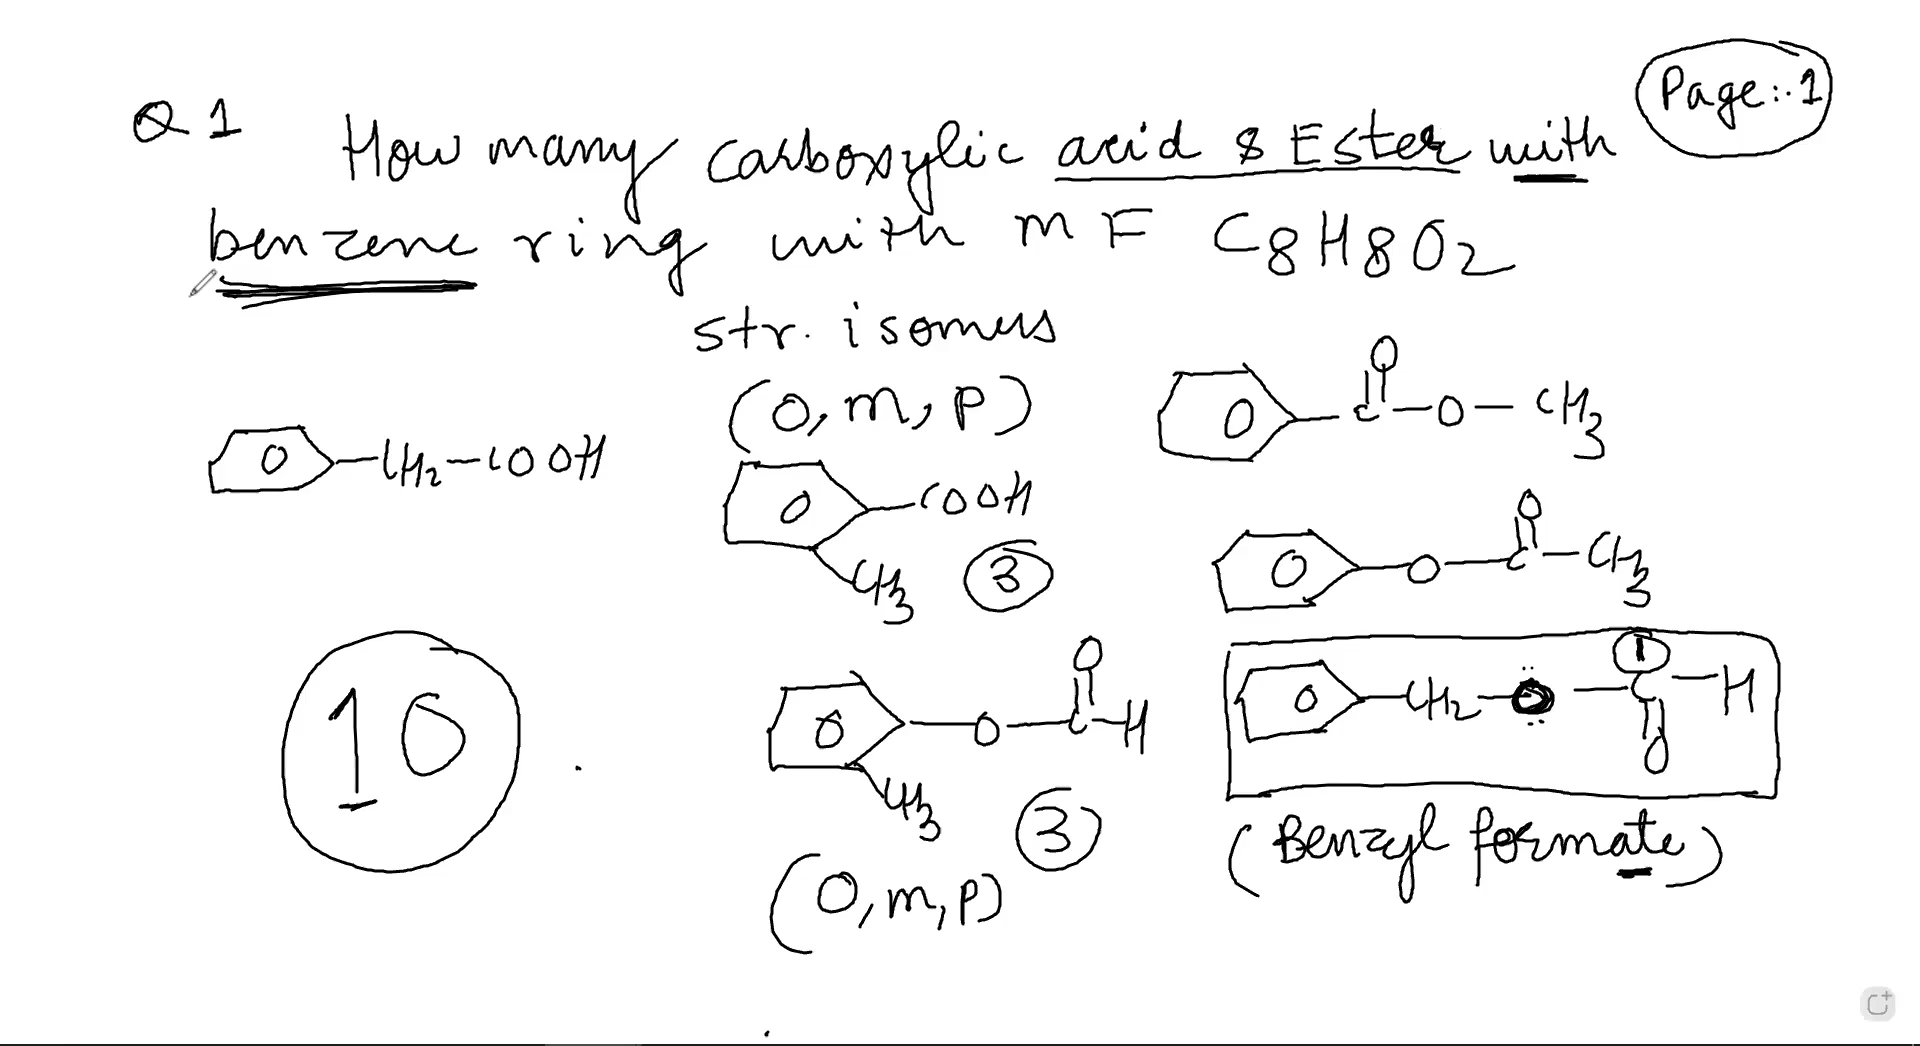 Page:-1
Q1 How many carboxylic acid & Ester with
benzene ring with MF C8H8O2
str. isomers
(O, m, p)
O -CH2-COOH
O -COOH
CH3
3
O
O -C-O-CH3
O
O -O-C-CH3
10
O
O -O-C-H
CH3
3
(O, m, p)
1
O -CH2-O-C-H
O
(Benzyl formate)